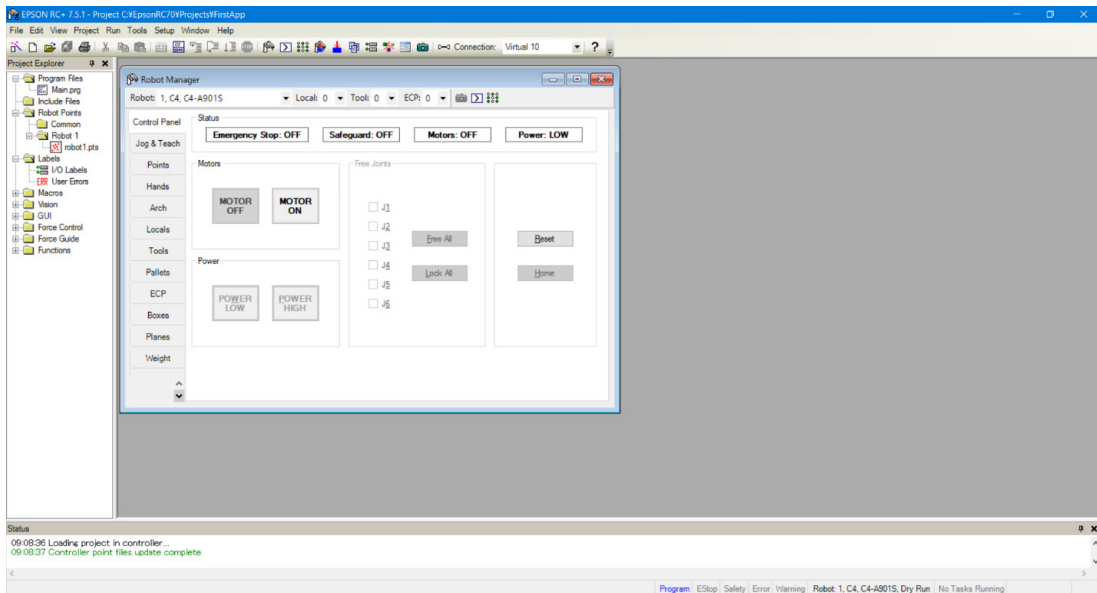 EPSON RC+ 7.5.1 - Project C:¥EpsonRC70¥Projects¥FirstApp
File Edit View Project Run Tools Setup Window Help
Connection: Virtual 10
Project Explorer
Program Files
Main.prg
Include Files
Robot Points
Common
Robot 1
robot1.pts
Labels
I/O Labels
ERR User Errors
Macros
Vision
GUI
Force Control
Force Guide
Functions
Robot Manager
Robot: 1, C4, C4-A901S Local: 0 Tool: 0 ECP: 0
Control Panel
Jog & Teach
Points
Hands
Arch
Locals
Tools
Pallets
ECP
Boxes
Planes
Weight
Status
Emergency Stop: OFF Safeguard: OFF Motors: OFF Power: LOW
Motors
MOTOR OFF
MOTOR ON
Power
POWER LOW
POWER HIGH
Free Joints
J1
J2
J3
J4
J5
J6
Free All
Lock All
Reset
Home
Status
09:08:36 Loading project in controller...
09:08:37 Controller point files update complete
Program EStop Safety Error Warning Robot: 1, C4, C4-A901S, Dry Run No Tasks Running